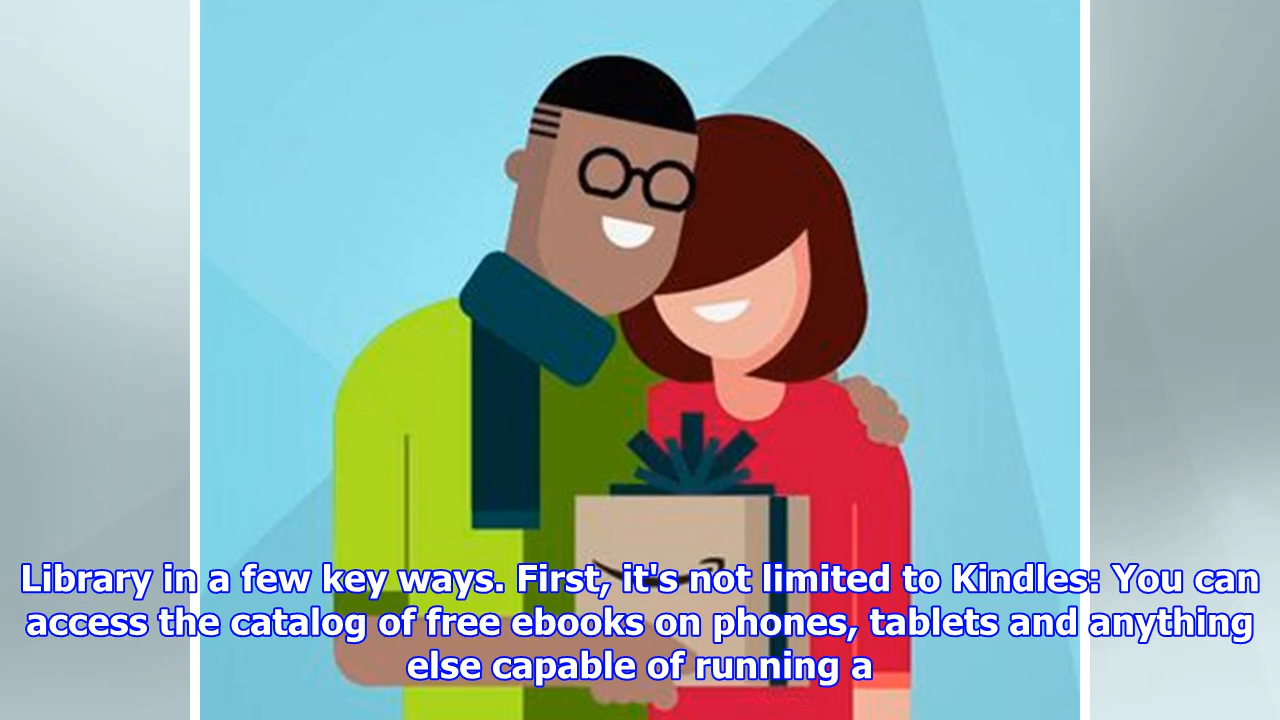 Library in a few key ways. First, it's not limited to Kindles: You can
access the catalog of free ebooks on phones, tablets and anything
else capable of running a